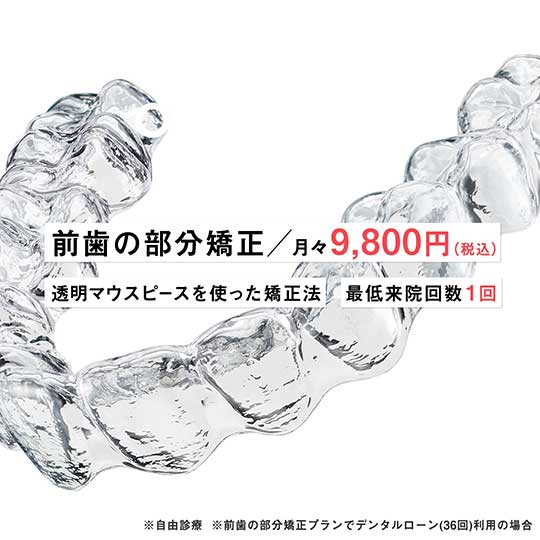 前歯の部分矯正／月々9,800円(税込)
透明マウスピースを使った矯正法 最低来院回数1回
※自由診療 ※前歯の部分矯正プランでデンタルローン(36回)利用の場合